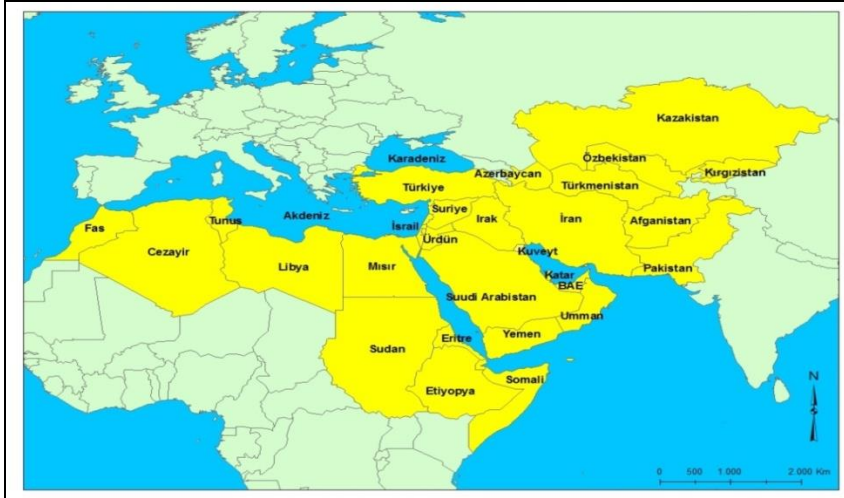 Kazakistan
Özbekistan
Karadeniz
Azerbaycan
Kırgızistan
Türkiye
Türkmenistan
Suriye
Tunus
Akdeniz
Irak
İran
Afganistan
Fas
İsrail
Ürdün
Cezayir
Kuveyt
Libya
Mısır
Pakistan
Katar
BAE
Suudi Arabistan
Umman
Yemen
Eritre
Sudan
Somali
Etiyopya
N
0 500 1.000 2.000 Km